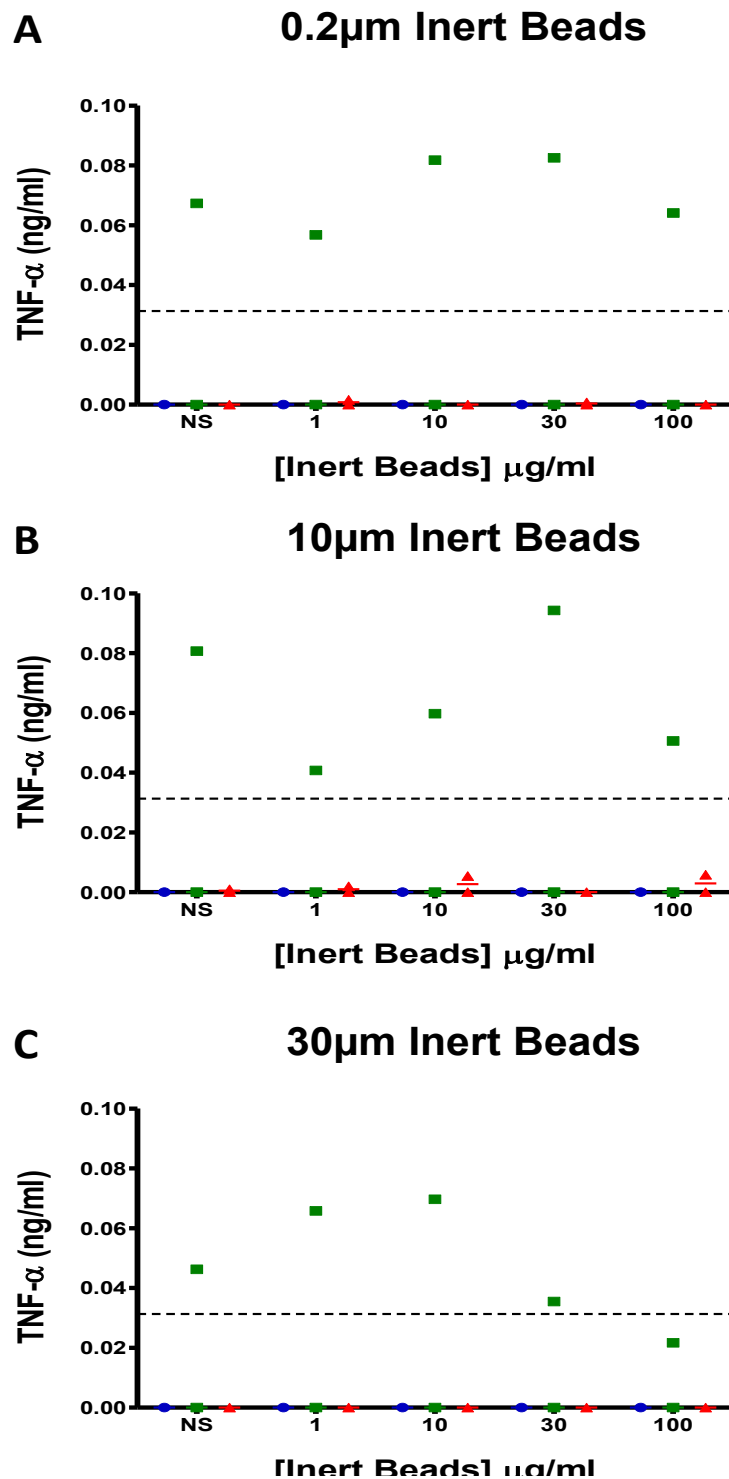 A
0.2µm Inert Beads
TNF-α (ng/ml)
0.10
0.08
0.06
0.04
0.02
0.00
NS 1 10 30 100
[Inert Beads] µg/ml
B
10µm Inert Beads
TNF-α (ng/ml)
0.10
0.08
0.06
0.04
0.02
0.00
NS 1 10 30 100
[Inert Beads] µg/ml
C
30µm Inert Beads
TNF-α (ng/ml)
0.10
0.08
0.06
0.04
0.02
0.00
NS 1 10 30 100
[Inert Beads] µg/ml